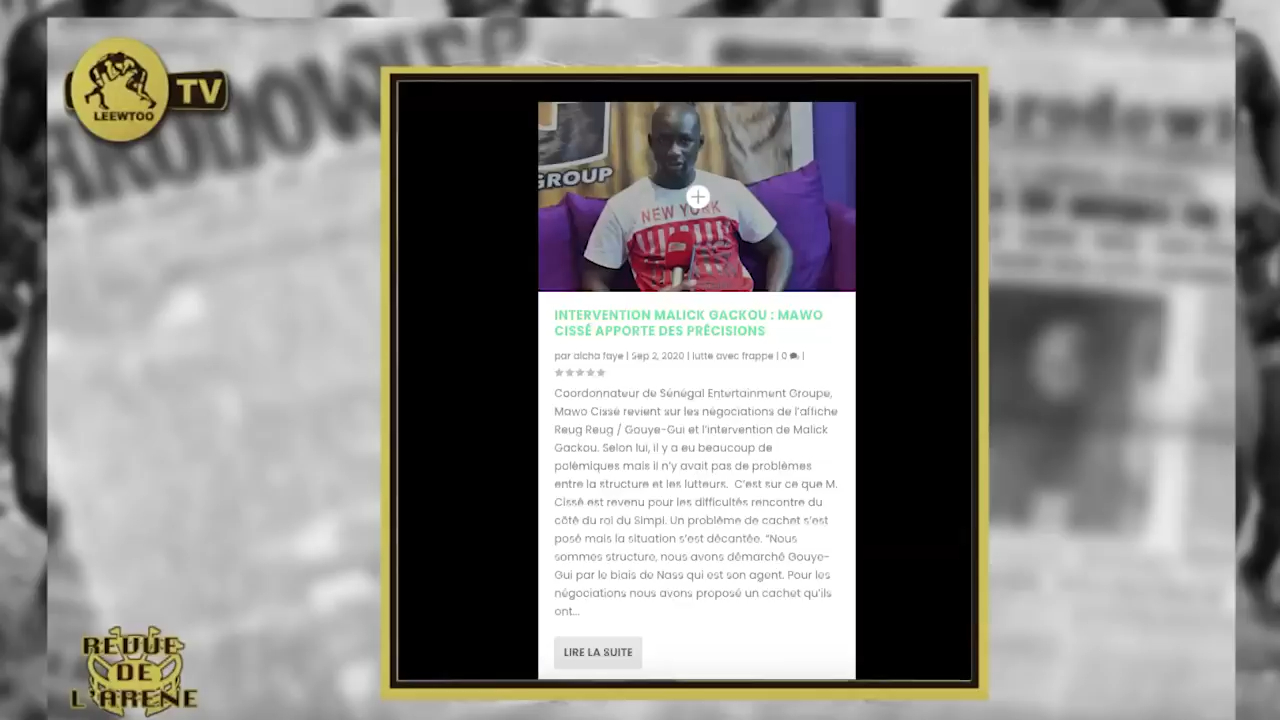 LEEWTOO
TV
GROUP
NEW YORK
INTERVENTION MALICK GACKOU : MAWO
CISSÉ APPORTE DES PRÉCISIONS
par aicha faye | Sep 2, 2020 | lutte avec frappe | 0 |
Coordonnateur de Sénégal Entertainment Groupe,
Mawo Cissé revient sur les négociations de l'affiche
Reug Reug / Gouye-Gui et l'intervention de Malick
Gackou. Selon lui, il y a eu beaucoup de
polémiques mais il n'y avait pas de problèmes
entre la structure et les lutteurs. C'est sur ce que M.
Cissé est revenu pour les difficultés rencontre du
côté du roi du Simpi. Un problème de cachet s'est
posé mais la situation s'est décantée. "Nous
sommes structure, nous avons démarché Gouye-
Gui par le biais de Nass qui est son agent. Pour les
négociations nous avons proposé un cachet qu'ils
ont...
LIRE LA SUITE
REVUE
DE
L'ARENE